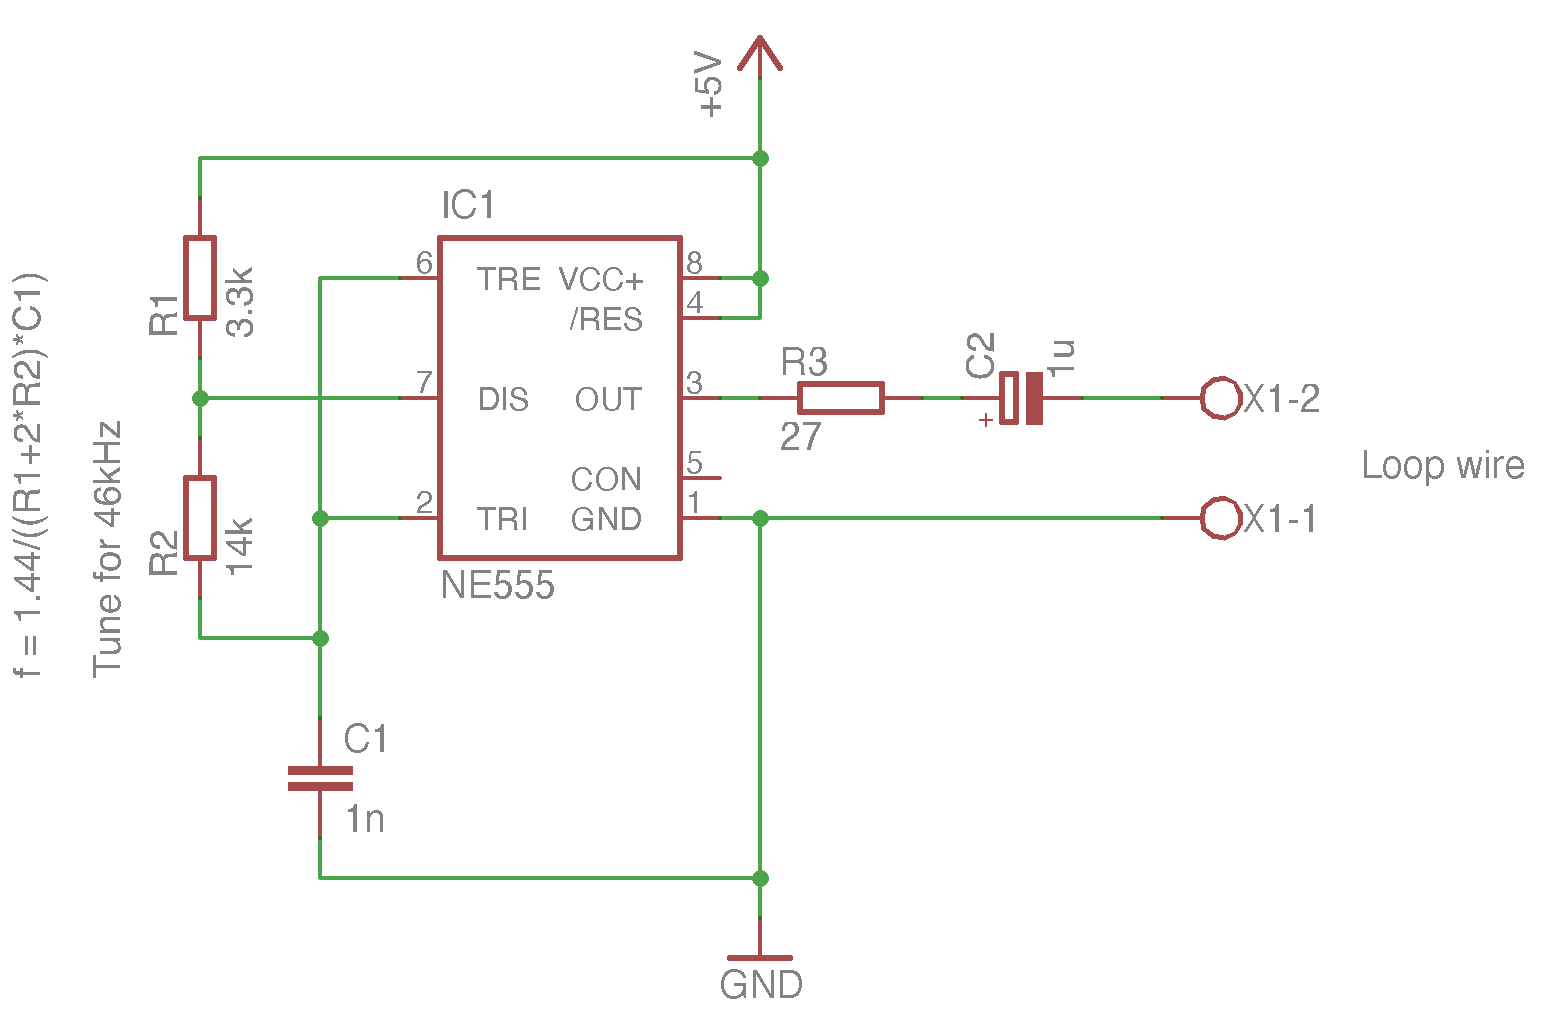 f = 1.44/((R1+2*R2)*C1)
Tune for 46kHz
+5V
IC1
R1
3.3k
R2
14k
6
7
2
TRE
VCC+
/RES
DIS
OUT
CON
TRI
GND
8
4
3
5
1
NE555
R3
27
C2
+
1u
X1-2
Loop wire
X1-1
C1
1n
GND